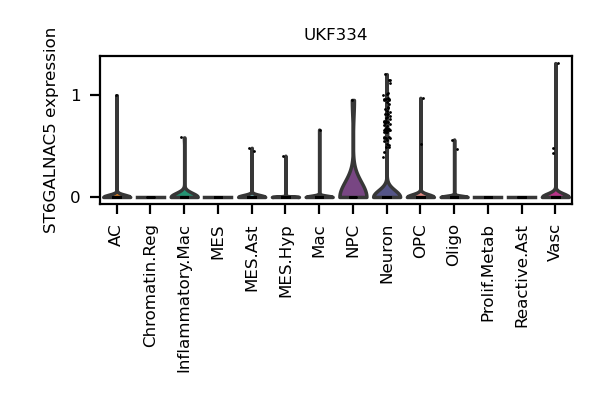 UKF334
ST6GALNAC5 expression
1
0
AC
Chromatin.Reg
Inflammatory.Mac
MES
MES.Ast
MES.Hyp
Mac
NPC
Neuron
OPC
Oligo
Prolif.Metab
Reactive.Ast
Vasc